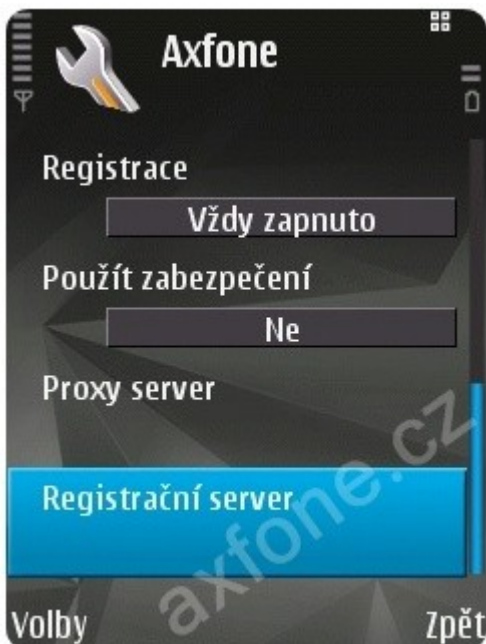 Axfone
Registrace
Vždy zapnuto
Použít zabezpečení
Ne
Proxy server
Registrační server
axfone.cz
Volby
Zpět